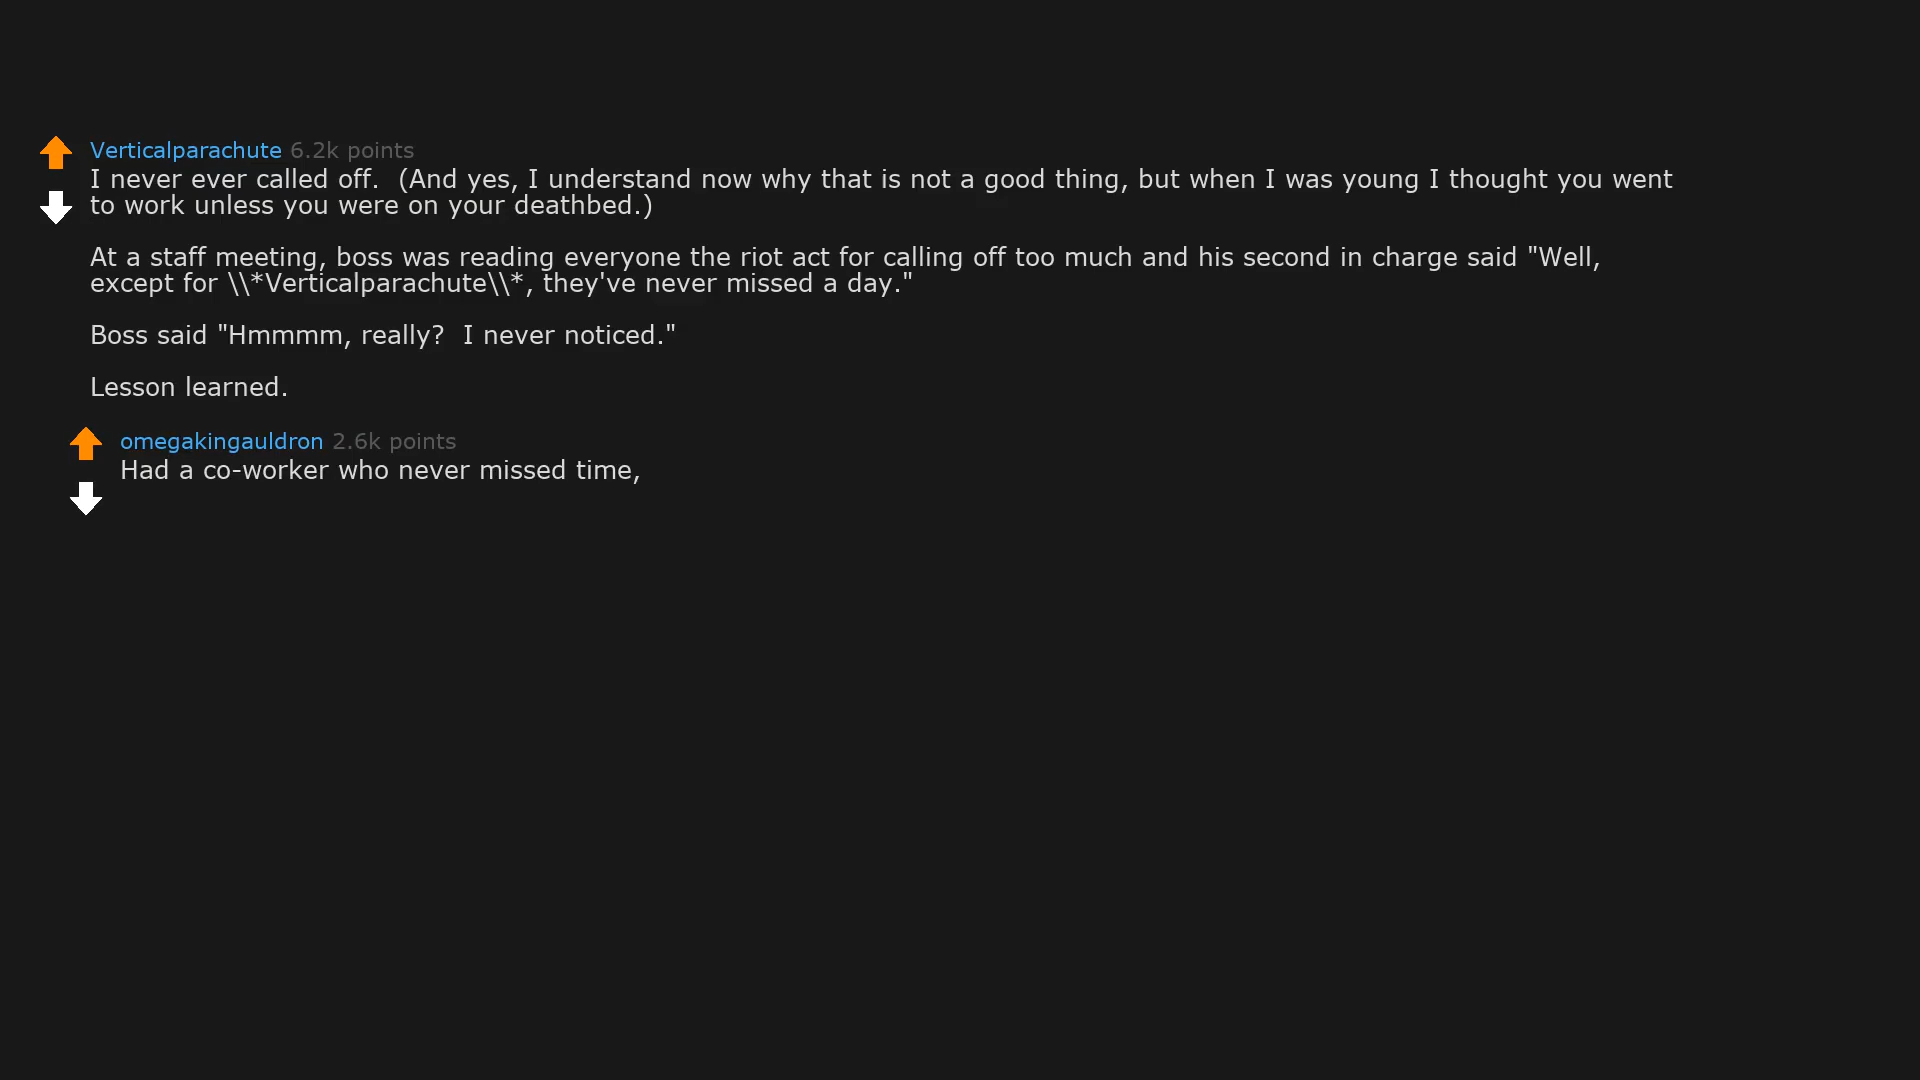 Verticalparachute 6.2k points
I never ever called off.  (And yes, I understand now why that is not a good thing, but when I was young I thought you went
to work unless you were on your deathbed.)
At a staff meeting, boss was reading everyone the riot act for calling off too much and his second in charge said "Well,
except for \\*Verticalparachute\\*, they've never missed a day."
Boss said "Hmmmm, really?  I never noticed."
Lesson learned.
omegakingauldron 2.6k points
Had a co-worker who never missed time,